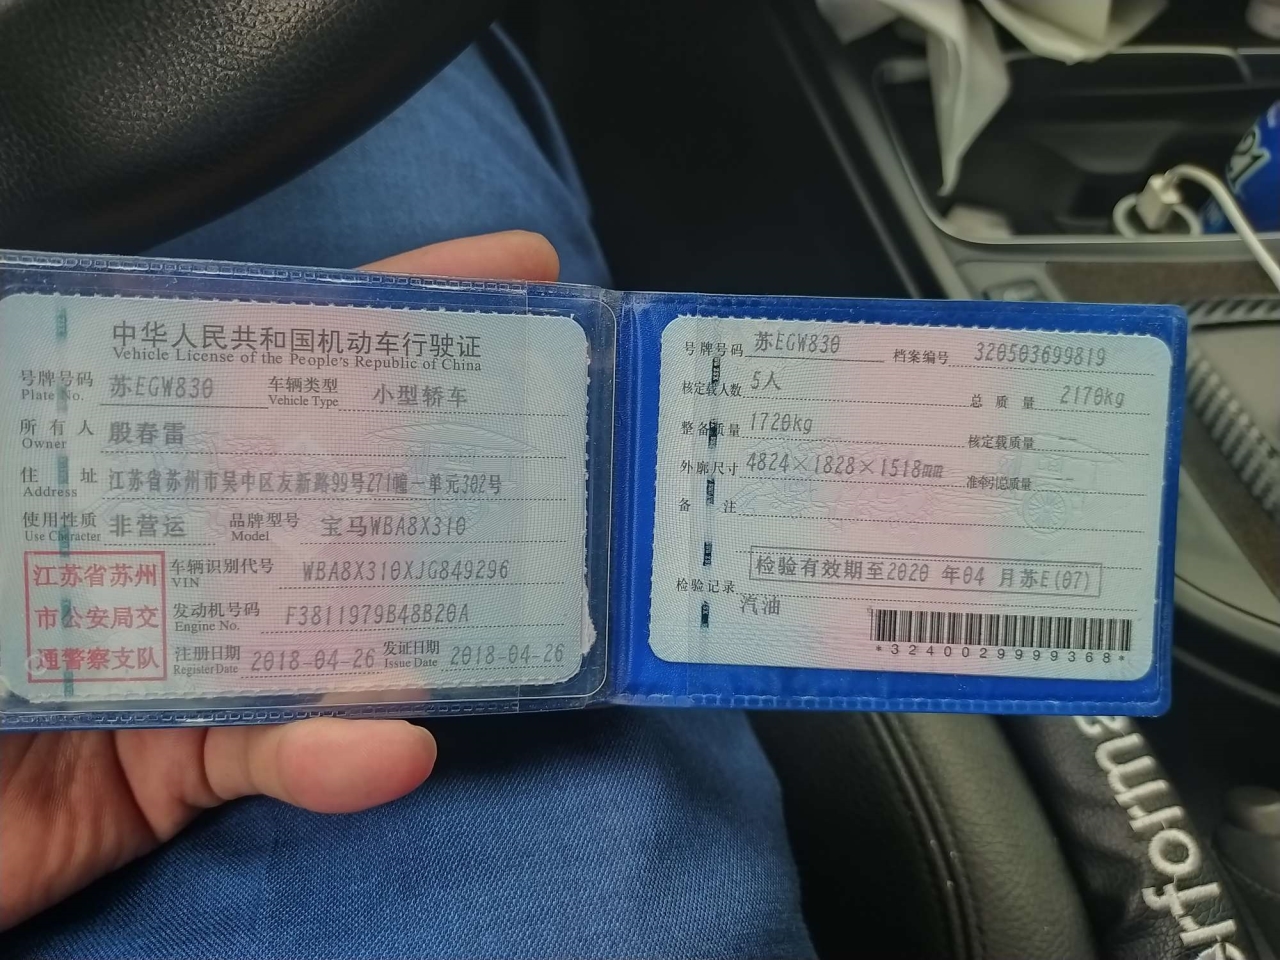 中华人民共和国机动车行驶证
Vehicle License of the People's Republic of China
号牌号码 苏EGW830 车辆类型 小型轿车
Plate No. Vehicle Type
所有人 殷春雷
Owner
住址 江苏省苏州市吴中区友新路99号271幢一单元302号
Address
使用性质 非营运 品牌型号 宝马WBA8X310
Use Character Model
江苏省苏州
市公安局交
通警察支队
车辆识别代号 WBA8X310XJG849296
VIN
发动机号码 F3811979B48B20A
Engine No.
注册日期 2018-04-26 发证日期 2018-04-26
Register Date Issue Date
号牌号码 苏EGW830 档案编号 320503699819
核定载人数 5人 总质量 2170kg
整备质量 1720kg 核定载质量 —
外廓尺寸 4824×1828×1518mm 准牵引总质量 —
备注
检验有效期至2020年04月苏E(07)
检验记录
汽油
*3240029999368*
21